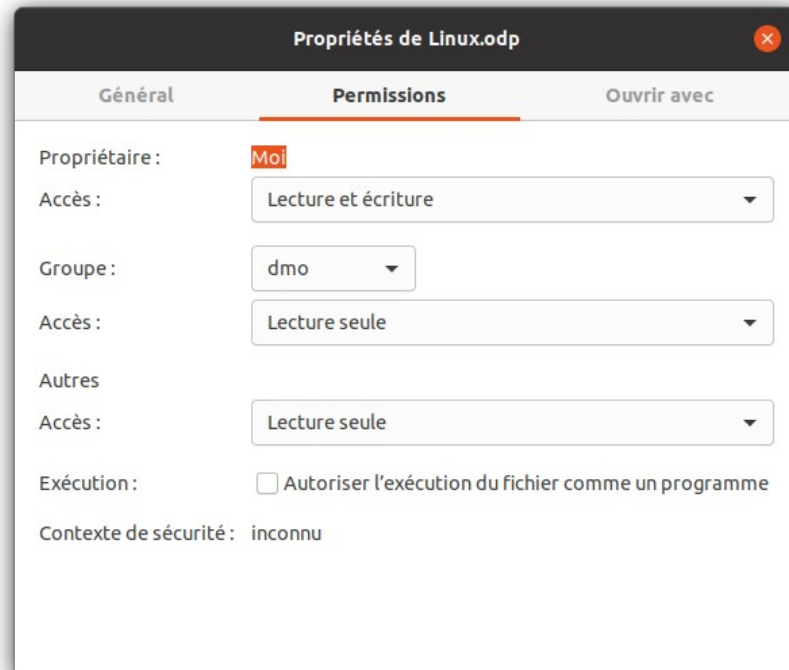 Propriétés de Linux.odp
Général Permissions Ouvrir avec
Propriétaire : Moi
Accès : Lecture et écriture
Groupe : dmo
Accès : Lecture seule
Autres
Accès : Lecture seule
Exécution : Autoriser l’exécution du fichier comme un programme
Contexte de sécurité : inconnu